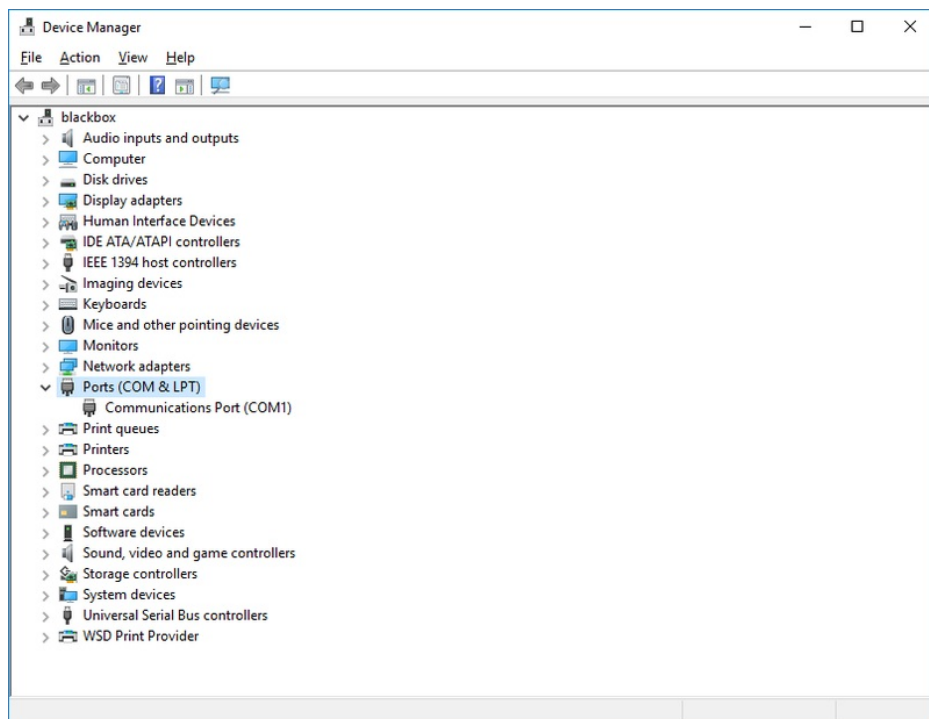 Device Manager
File Action View Help
blackbox
Audio inputs and outputs
Computer
Disk drives
Display adapters
Human Interface Devices
IDE ATA/ATAPI controllers
IEEE 1394 host controllers
Imaging devices
Keyboards
Mice and other pointing devices
Monitors
Network adapters
Ports (COM & LPT)
Communications Port (COM1)
Print queues
Printers
Processors
Smart card readers
Smart cards
Software devices
Sound, video and game controllers
Storage controllers
System devices
Universal Serial Bus controllers
WSD Print Provider